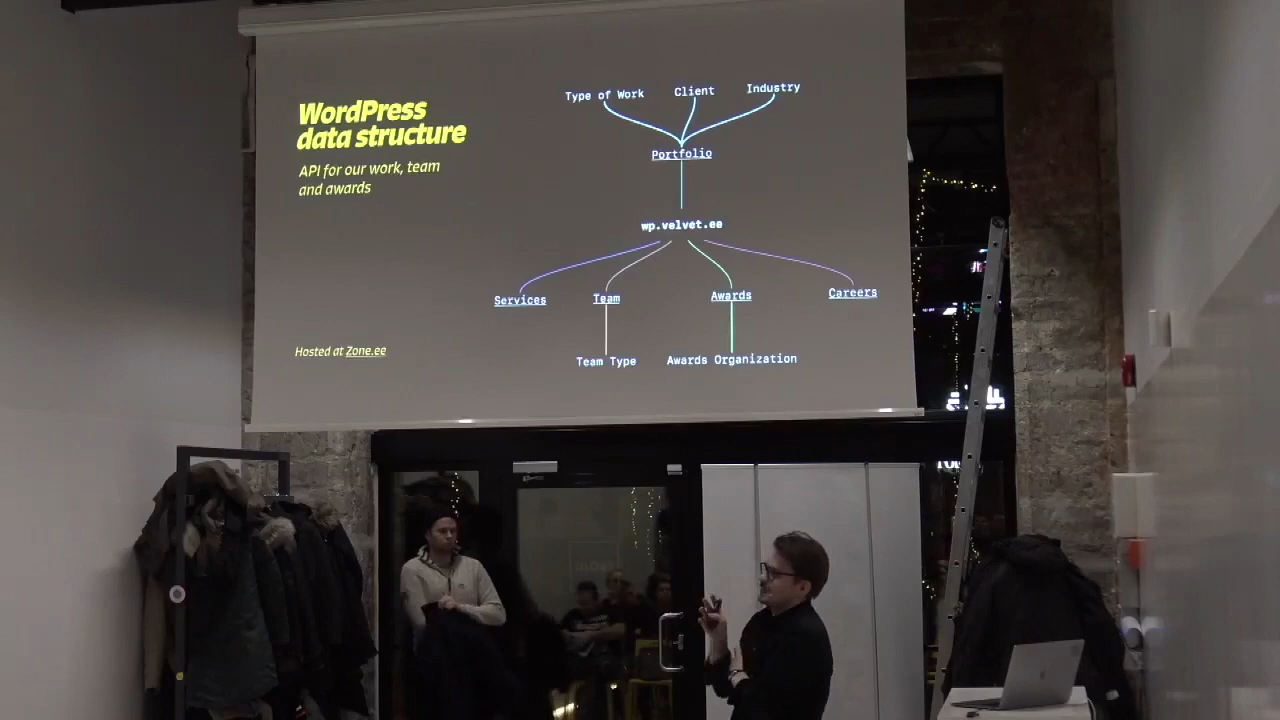 WordPress
data structure
API for our work, team
and awards
Type of Work
Client
Industry
Portfolio
wp.velvet.ee
Services
Team
Awards
Careers
Team Type
Awards Organization
Hosted at Zone.ee